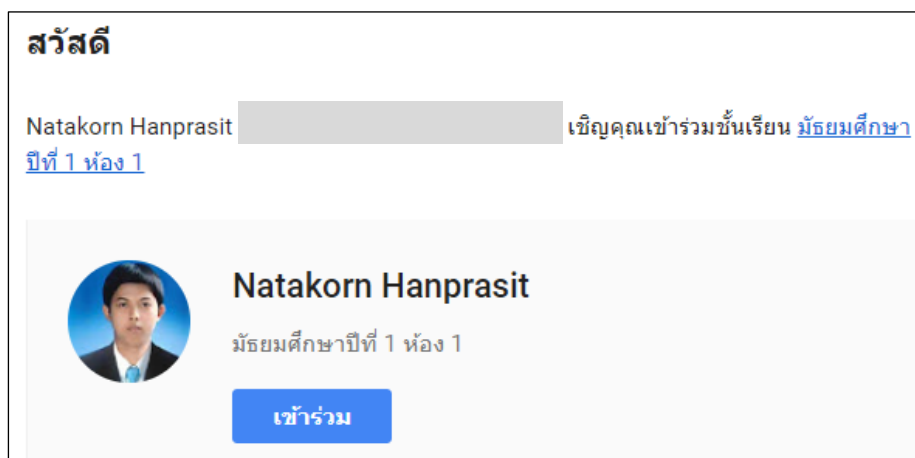 สวัสดี
Natakorn Hanprasit เชิญคุณเข้าร่วมชั้นเรียน มัธยมศึกษา
ปีที่ 1 ห้อง 1
Natakorn Hanprasit
มัธยมศึกษาปีที่ 1 ห้อง 1
เข้าร่วม